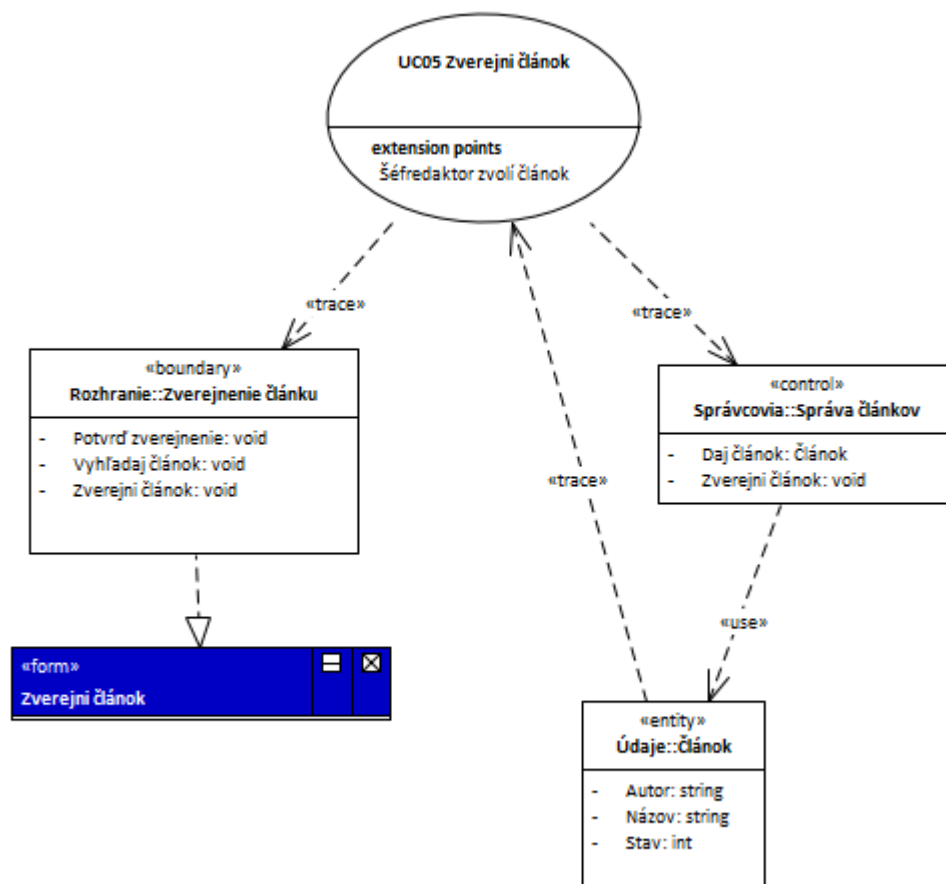 UC05 Zverejni článok
extension points
Šéfredaktor zvolí článok
«trace»
«trace»
«boundary»
Rozhranie::Zverejnenie článku
- Potvrď zverejnenie: void
- Vyhľadaj článok: void
- Zverejni článok: void
«control»
Správcovia::Správa článkov
- Daj článok: Článok
- Zverejni článok: void
«trace»
«use»
«form»
Zverejni článok
«entity»
Údaje::Článok
- Autor: string
- Názov: string
- Stav: int